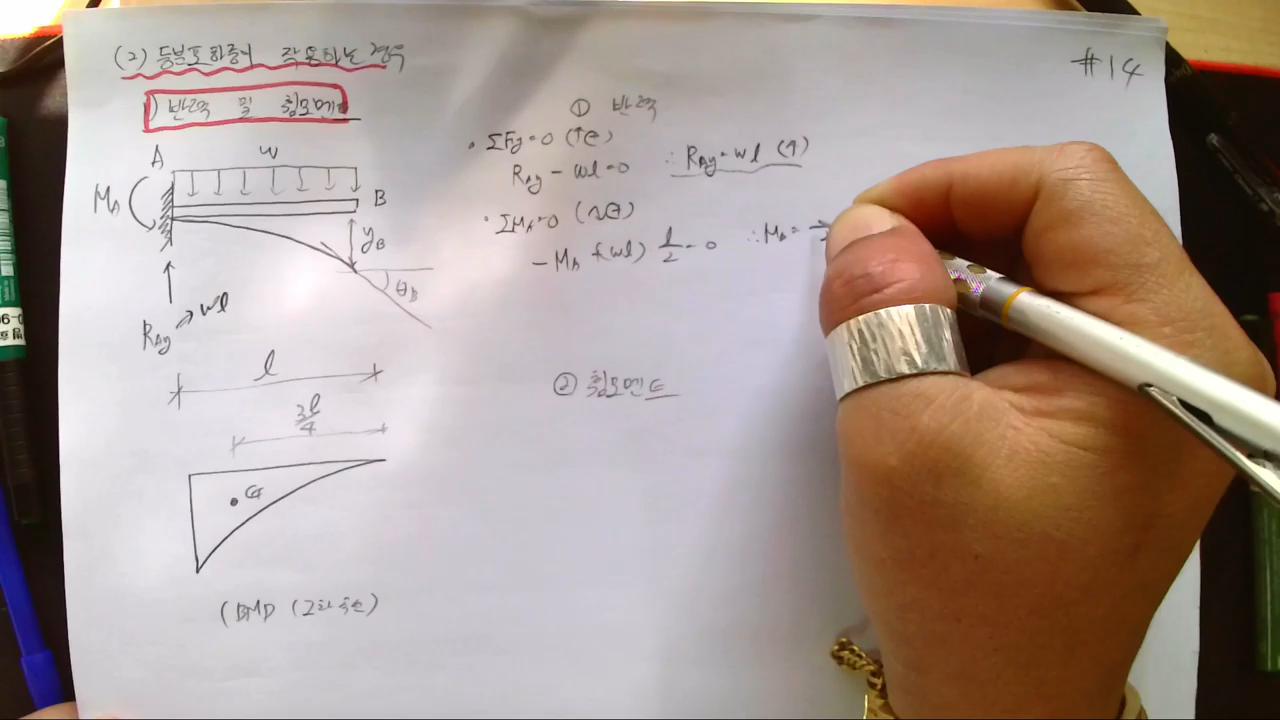 (2) 등분포하중이 작용하는 경우
#14
1) 반력 및 휨모멘트
① 반력
• ΣFy=0 (↑⊕)
RAy - wl=0 ∴ RAy=wl (↑)
• ΣMA=0 (↷⊕)
- MA +(wl) l/2 = 0 ∴ MA =
A w B
MA
yB
θB
RAy → wl
l
3l/4
② 휨모멘트
G
(BMD (2차곡선)